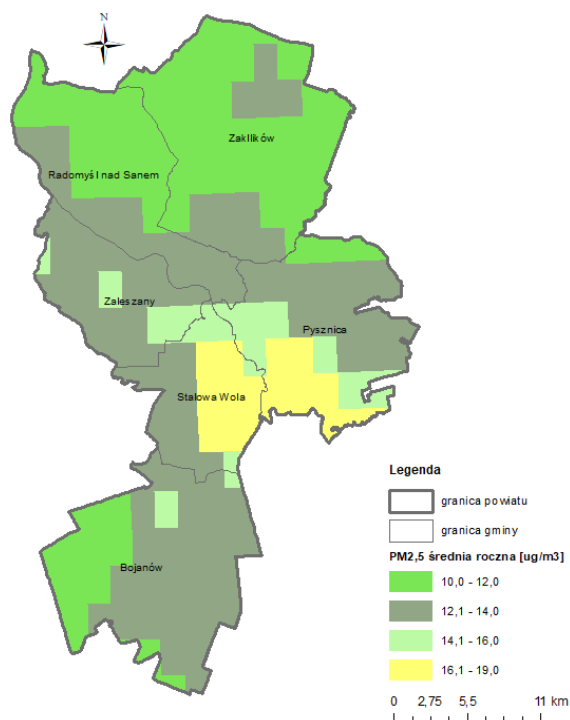 N
Zaklików
Radomyśl nad Sanem
Zaleszany
Pysznica
Stalowa Wola
Bojanów
Legenda
granica powiatu
granica gminy
PM2,5 średnia roczna [ug/m3]
10,0 - 12,0
12,1 - 14,0
14,1 - 16,0
16,1 - 19,0
0 2,75 5,5 11 km